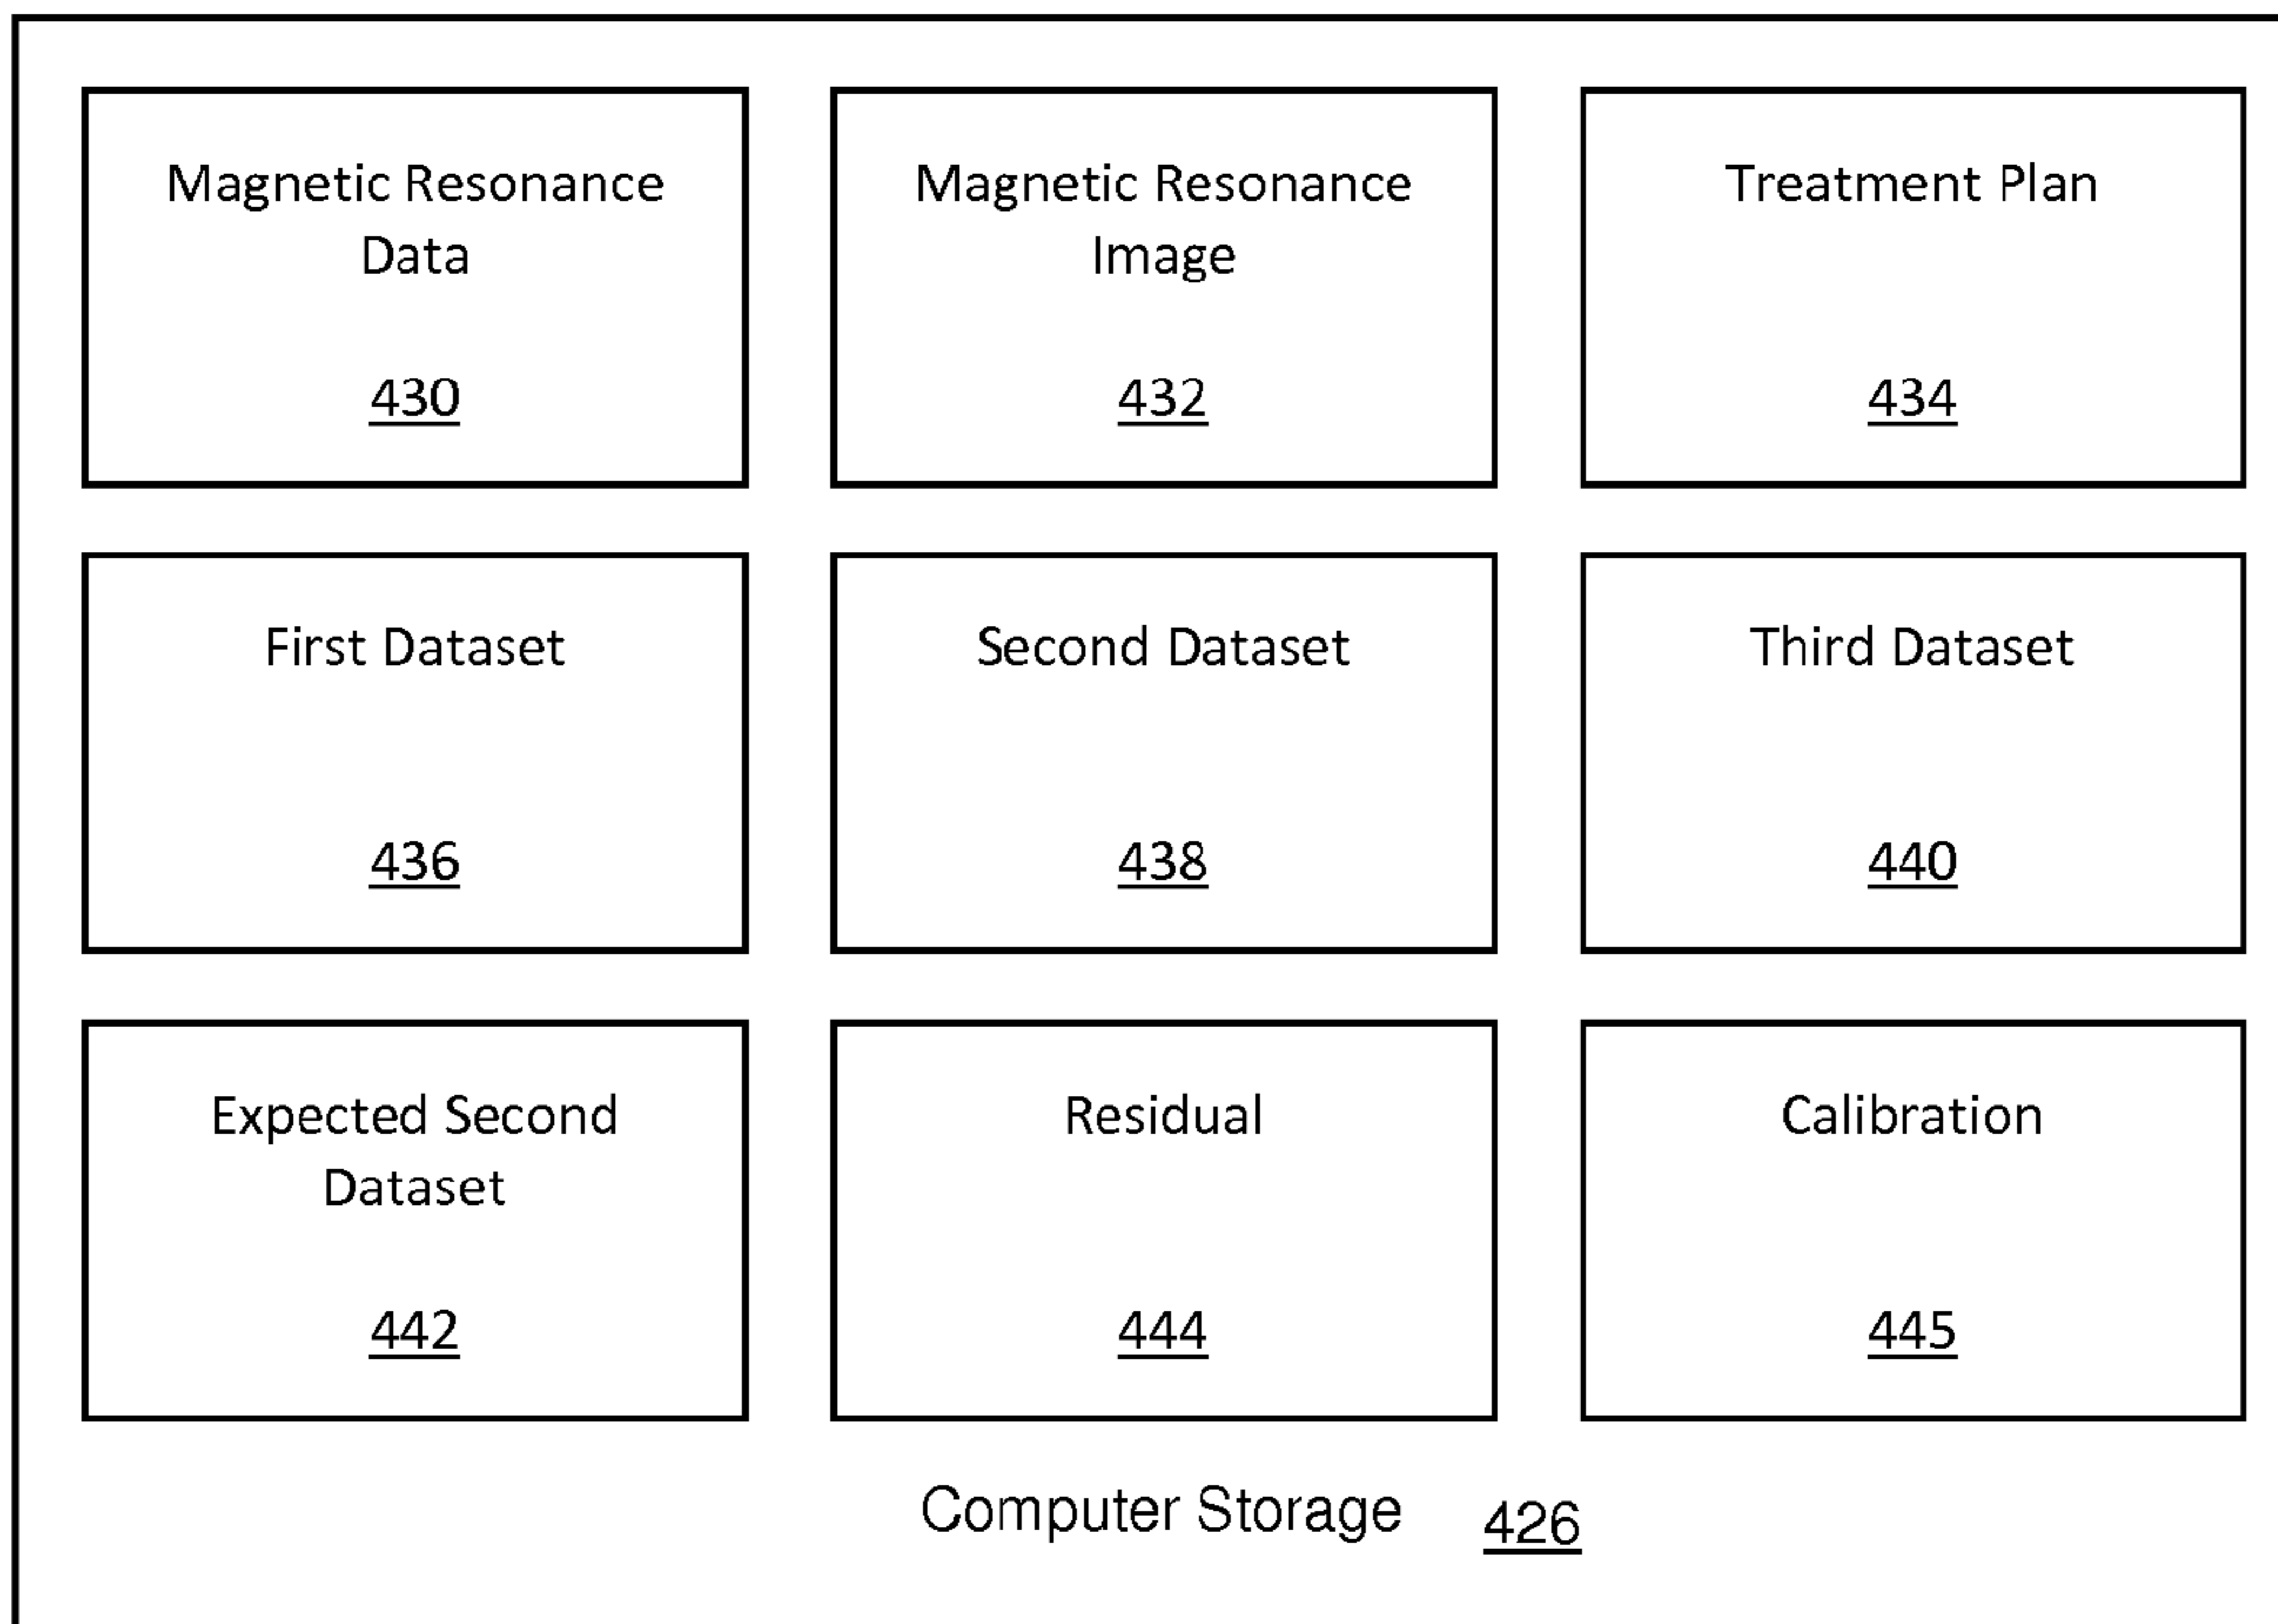 Magnetic Resonance
Data
430
Magnetic Resonance
Image
432
Treatment Plan
434
First Dataset
436
Second Dataset
438
Third Dataset
440
Expected Second
Dataset
442
Residual
444
Calibration
445
Computer Storage 426